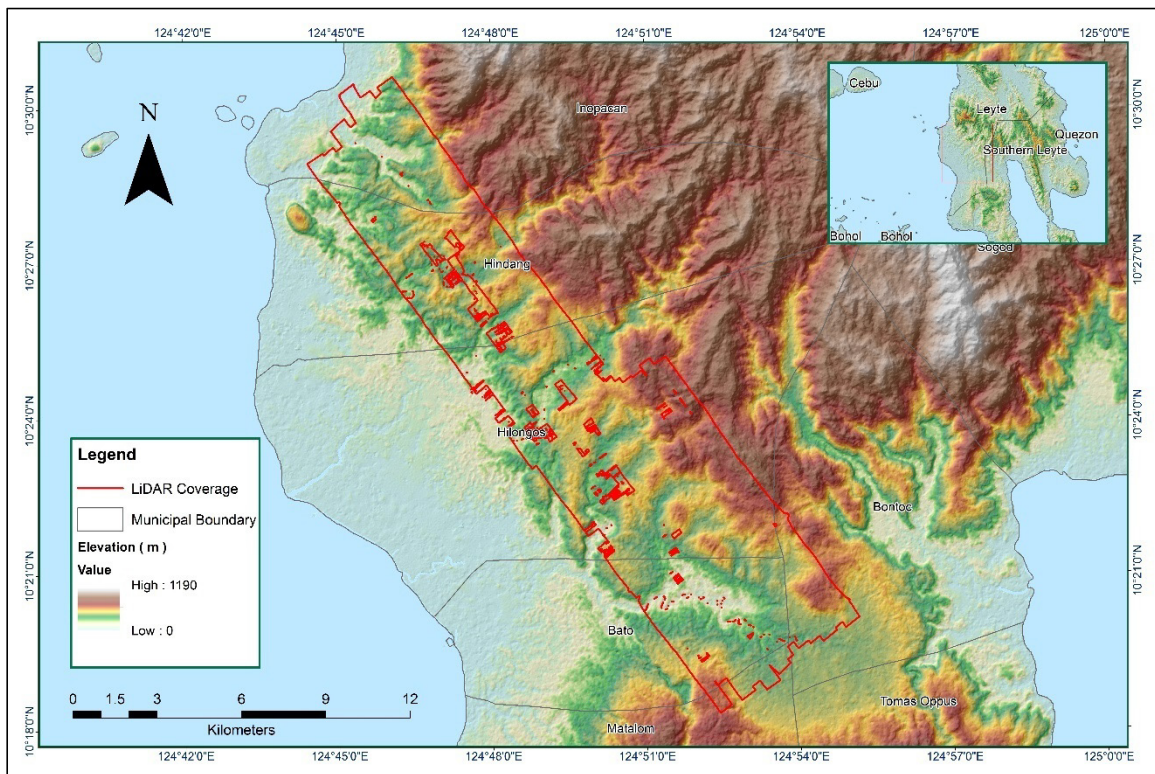 124°42'0"E 124°45'0"E 124°48'0"E 124°51'0"E 124°54'0"E 124°57'0"E 125°0'0"E
10°30'0"N
10°27'0"N
10°24'0"N
10°21'0"N
10°18'0"N
10°30'0"N
10°27'0"N
10°24'0"N
10°21'0"N
10°18'0"N
N
Cebu
Leyte
Quezon
Southern Leyte
Bohol Bohol
Sogod
Inopacan
Hindang
Hilongos
Bontoc
Bato
Tomas Oppus
Matalom
Legend
LiDAR Coverage
Municipal Boundary
Elevation ( m )
Value
High : 1190
Low : 0
0 1.5 3 6 9 12
Kilometers
124°42'0"E 124°45'0"E 124°48'0"E 124°51'0"E 124°54'0"E 124°57'0"E 125°0'0"E